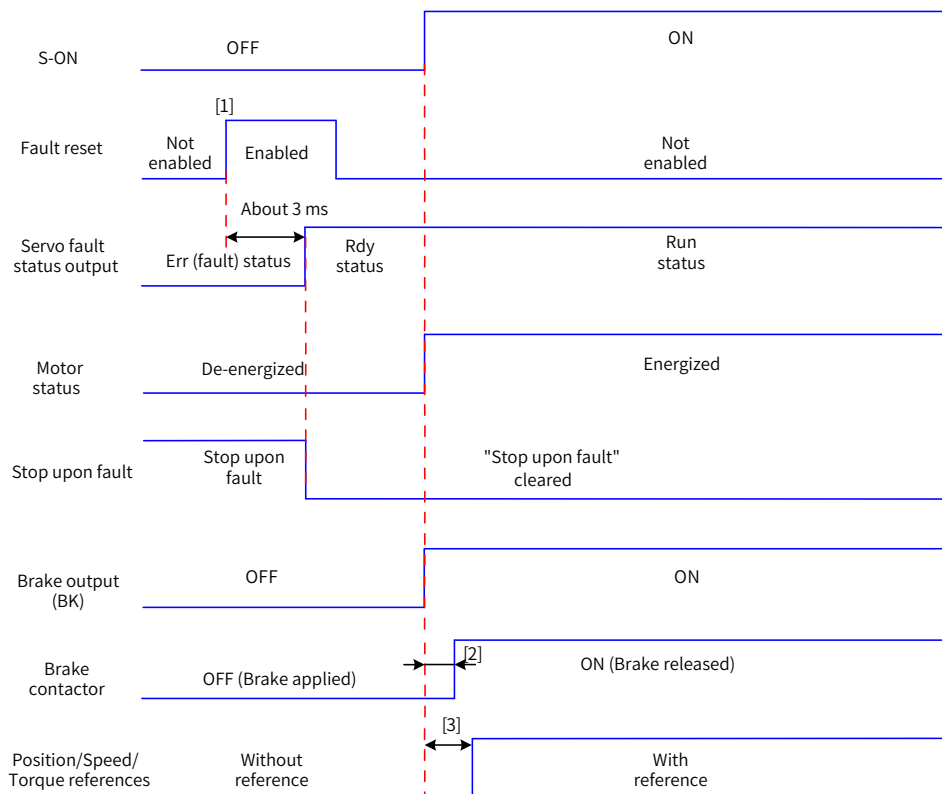 S-ON
OFF
ON
[1]
Fault reset
Not
enabled
Enabled
Not
enabled
About 3 ms
Servo fault
status output
Err (fault) status
Rdy
status
Run
status
Motor
status
De-energized
Energized
Stop upon fault
Stop upon
fault
"Stop upon fault"
cleared
Brake output
(BK)
OFF
ON
Brake
contactor
OFF (Brake applied)
[2]
ON (Brake released)
[3]
Position/Speed/
Torque references
Without
reference
With
reference